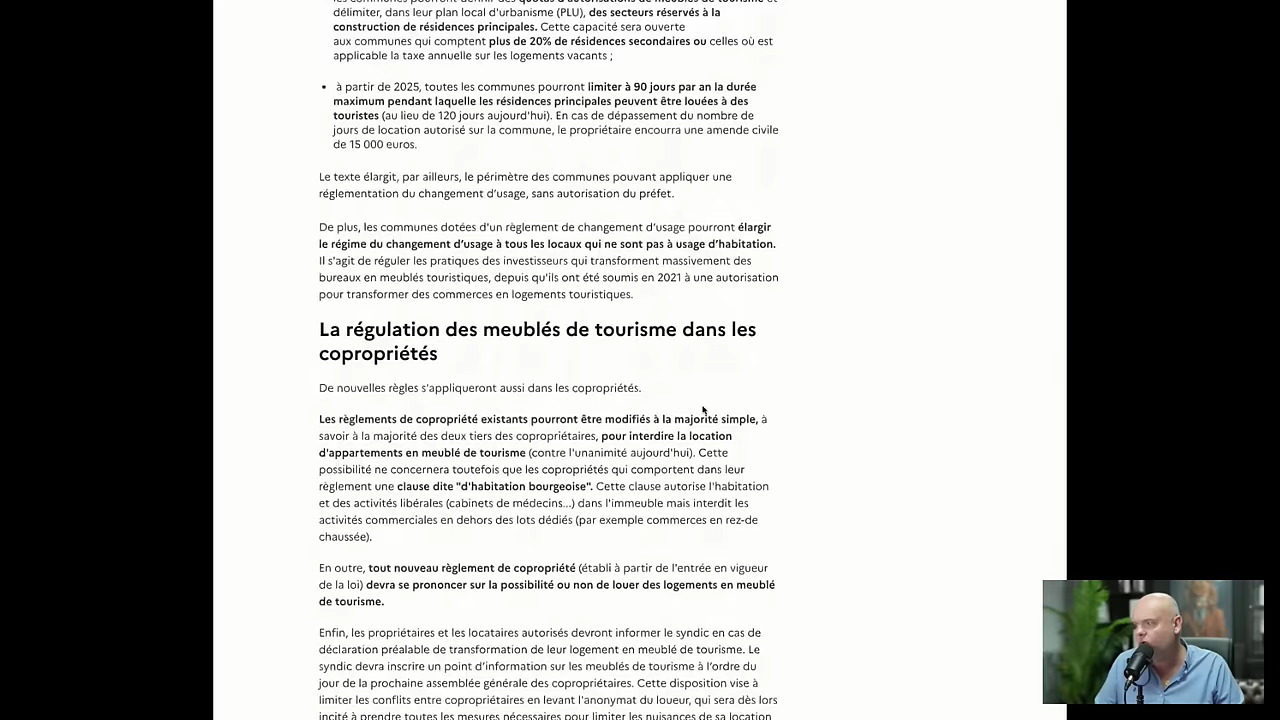 les communes pourront définir des quotas d'autorisations de meublés de tourisme et
délimiter, dans leur plan local d'urbanisme (PLU), des secteurs réservés à la
construction de résidences principales. Cette capacité sera ouverte
aux communes qui comptent plus de 20% de résidences secondaires ou celles où est
applicable la taxe annuelle sur les logements vacants ;
• à partir de 2025, toutes les communes pourront limiter à 90 jours par an la durée
maximum pendant laquelle les résidences principales peuvent être louées à des
touristes (au lieu de 120 jours aujourd'hui). En cas de dépassement du nombre de
jours de location autorisé sur la commune, le propriétaire encourra une amende civile
de 15 000 euros.
Le texte élargit, par ailleurs, le périmètre des communes pouvant appliquer une
réglementation du changement d’usage, sans autorisation du préfet.
De plus, les communes dotées d'un règlement de changement d’usage pourront élargir
le régime du changement d’usage à tous les locaux qui ne sont pas à usage d’habitation.
Il s'agit de réguler les pratiques des investisseurs qui transforment massivement des
bureaux en meublés touristiques, depuis qu'ils ont été soumis en 2021 à une autorisation
pour transformer des commerces en logements touristiques.
La régulation des meublés de tourisme dans les
copropriétés
De nouvelles règles s'appliqueront aussi dans les copropriétés.
Les règlements de copropriété existants pourront être modifiés à la majorité simple, à
savoir à la majorité des deux tiers des copropriétaires, pour interdire la location
d'appartements en meublé de tourisme (contre l'unanimité aujourd'hui). Cette
possibilité ne concernera toutefois que les copropriétés qui comportent dans leur
règlement une clause dite "d'habitation bourgeoise". Cette clause autorise l'habitation
et des activités libérales (cabinets de médecins...) dans l'immeuble mais interdit les
activités commerciales en dehors des lots dédiés (par exemple commerces en rez-de
chaussée).
En outre, tout nouveau règlement de copropriété (établi à partir de l'entrée en vigueur
de la loi) devra se prononcer sur la possibilité ou non de louer des logements en meublé
de tourisme.
Enfin, les propriétaires et les locataires autorisés devront informer le syndic en cas de
déclaration préalable de transformation de leur logement en meublé de tourisme. Le
syndic devra inscrire un point d’information sur les meublés de tourisme à l’ordre du
jour de la prochaine assemblée générale des copropriétaires. Cette disposition vise à
limiter les conflits entre copropriétaires en levant l'anonymat du loueur, qui sera dès lors
incité à prendre toutes les mesures nécessaires pour limiter les nuisances de sa location